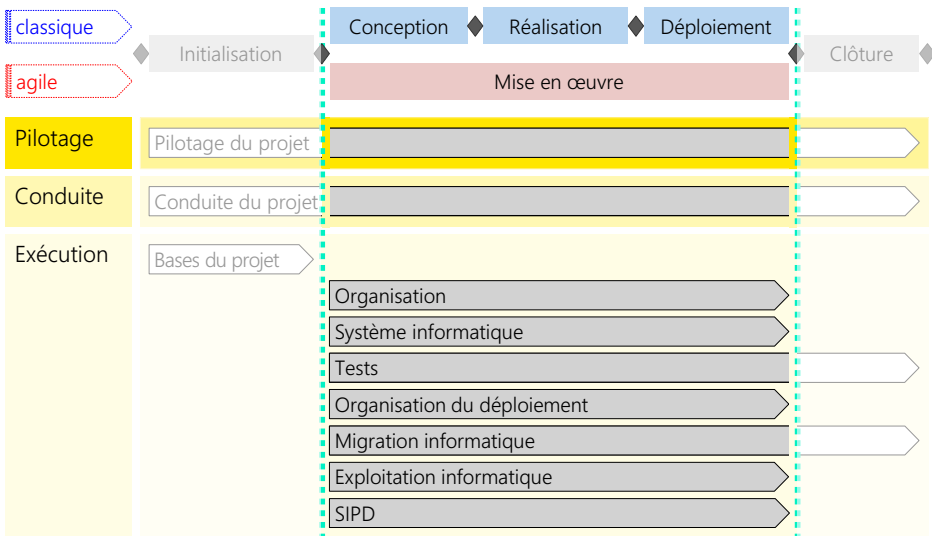 classique
Conception
Réalisation
Déploiement
Initialisation
Clôture
agile
Mise en œuvre
Pilotage
Pilotage du projet
Conduite
Conduite du projet
Exécution
Bases du projet
Organisation
Système informatique
Tests
Organisation du déploiement
Migration informatique
Exploitation informatique
SIPD